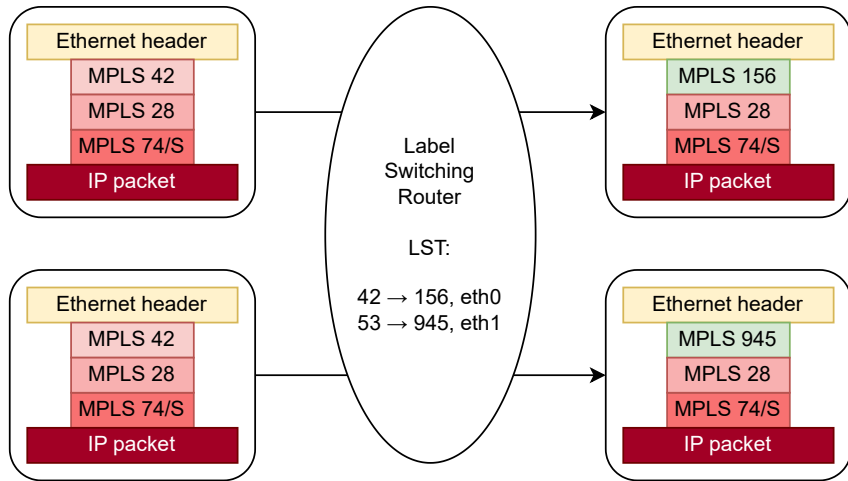 Ethernet header
MPLS 42
MPLS 28
MPLS 74/S
IP packet
Ethernet header
MPLS 42
MPLS 28
MPLS 74/S
IP packet
Label
Switching
Router
LST:
42 → 156, eth0
53 → 945, eth1
Ethernet header
MPLS 156
MPLS 28
MPLS 74/S
IP packet
Ethernet header
MPLS 945
MPLS 28
MPLS 74/S
IP packet